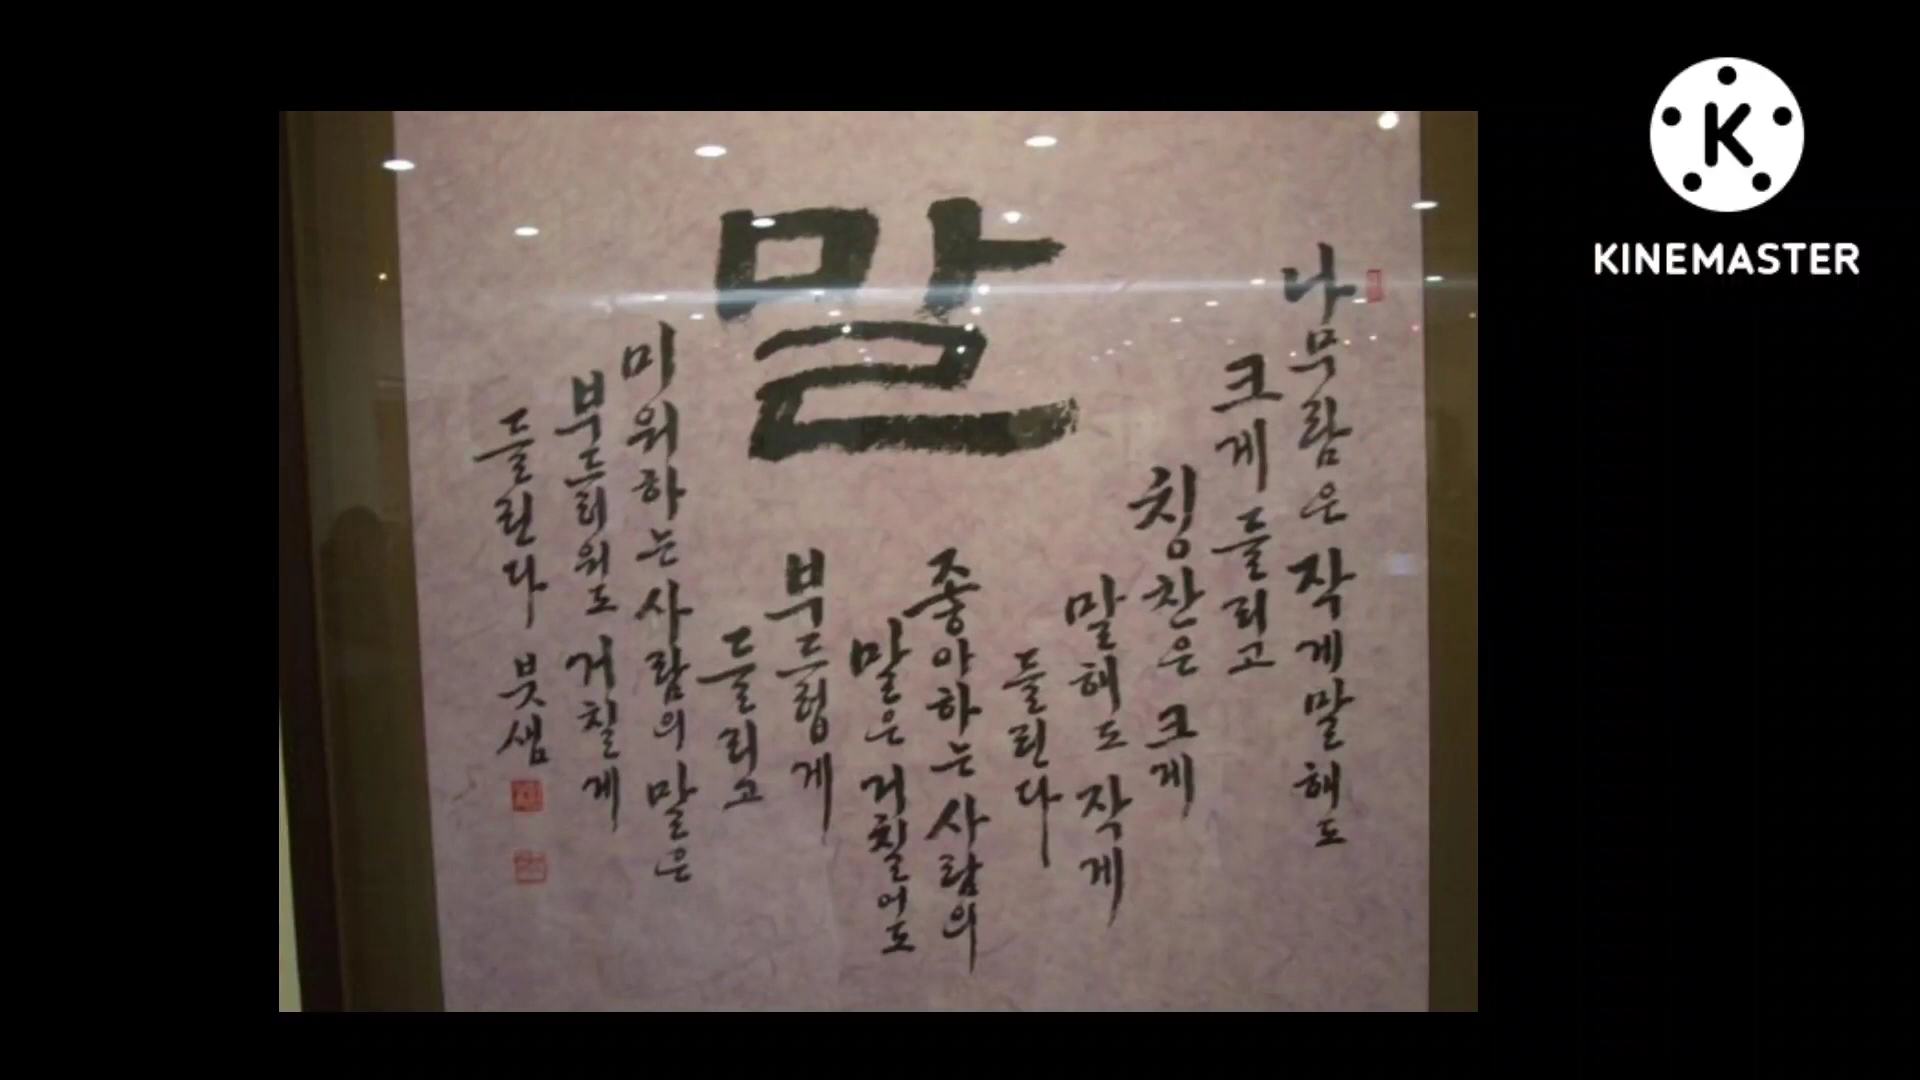 말
나무람은 작게 말해도
크게 들리고
칭찬은 크게
말해도 작게
들린다
좋아하는 사람의
말은 거칠어도
부드럽게
들리고
미워하는 사람의 말은
부드러워도 거칠게
들린다 붓샘
KINEMASTER